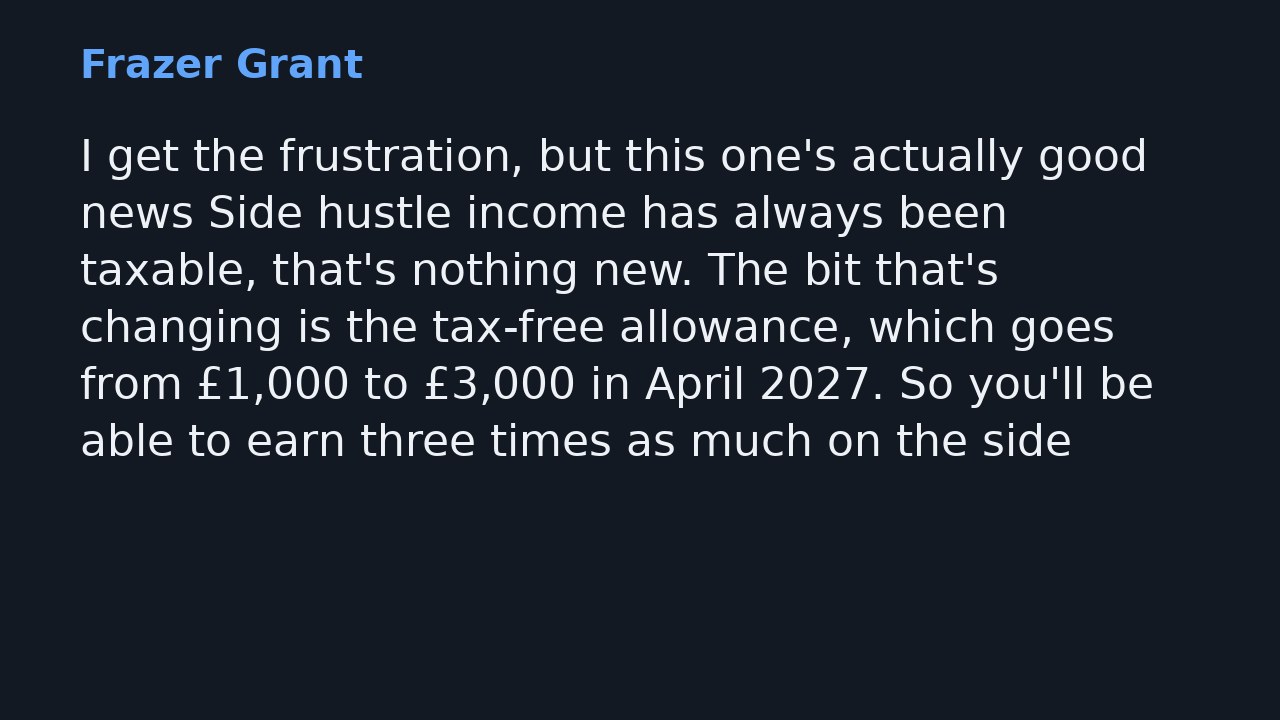 Frazer Grant
I get the frustration, but this one's actually good
news Side hustle income has always been
taxable, that's nothing new. The bit that's
changing is the tax-free allowance, which goes
from £1,000 to £3,000 in April 2027. So you'll be
able to earn three times as much on the side